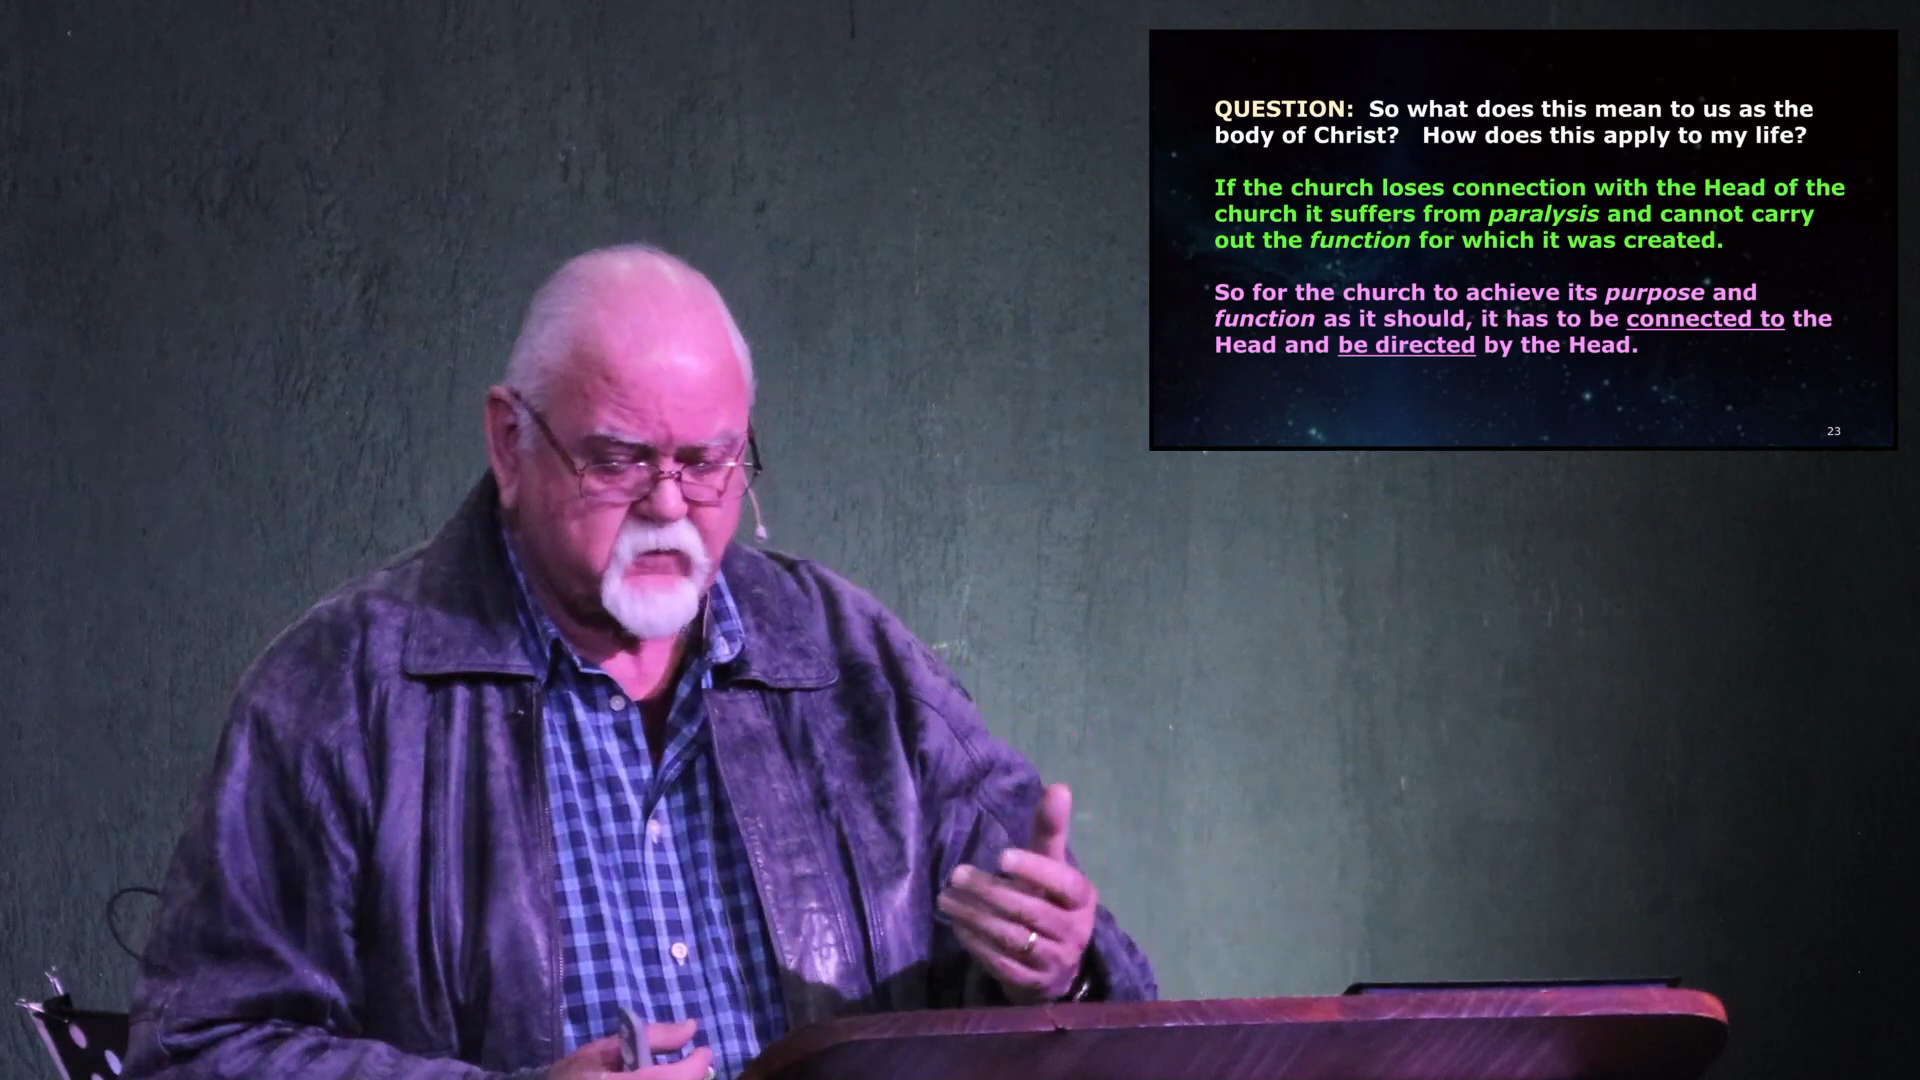 QUESTION:  So what does this mean to us as the
body of Christ?   How does this apply to my life?
If the church loses connection with the Head of the
church it suffers from paralysis and cannot carry
out the function for which it was created.
So for the church to achieve its purpose and
function as it should, it has to be connected to the
Head and be directed by the Head.
23